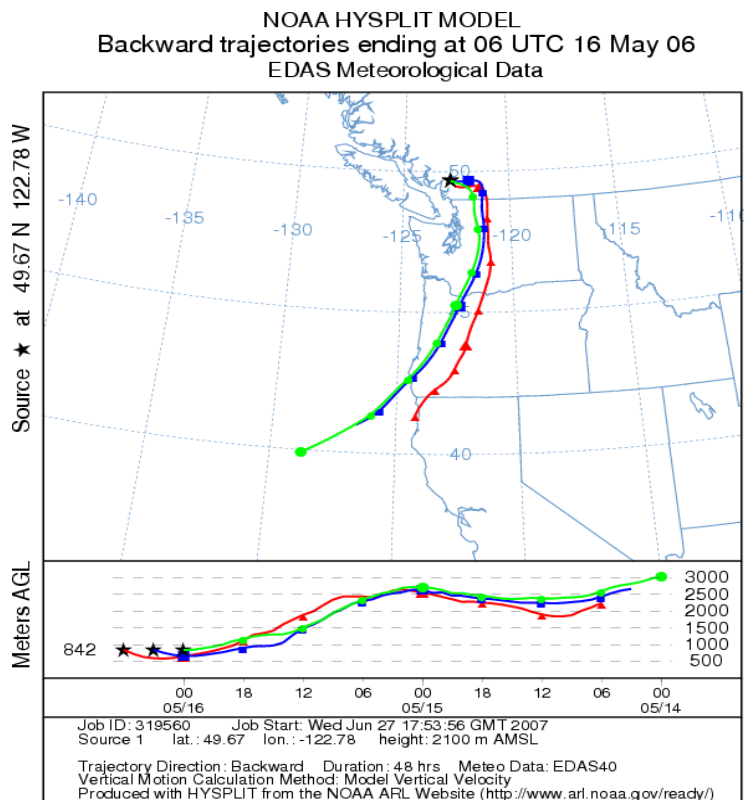 NOAA HYSPLIT MODEL
Backward trajectories ending at 06 UTC 16 May 06
EDAS Meteorological Data
Source ★ at 49.67 N 122.78 W
50
-140
-135
-130
-125
-120
115
-110
40
Meters AGL
842
3000
2500
2000
1500
1000
500
00 18 12 06 00 18 12 06 00
05/16 05/15 05/14
Job ID: 319560 Job Start: Wed Jun 27 17:53:56 GMT 2007
Source 1 lat.: 49.67 lon.: -122.78 height: 2100 m AMSL
Trajectory Direction: Backward Duration: 48 hrs Meteo Data: EDAS40
Vertical Motion Calculation Method: Model Vertical Velocity
Produced with HYSPLIT from the NOAA ARL Website (http://www.arl.noaa.gov/ready/)